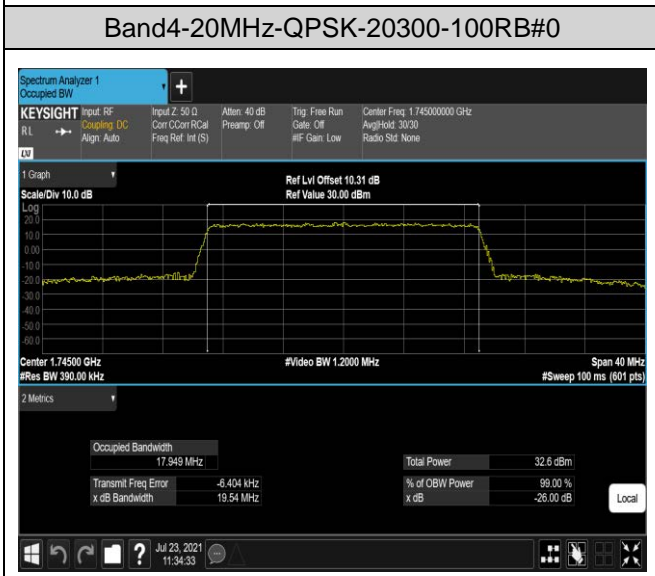 Band4-20MHz-QPSK-20300-100RB#0
Spectrum Analyzer 1
Occupied BW
+
KEYSIGHT Input: RF Input Z: 50 Ω Atten: 40 dB Trig: Free Run Center Freq: 1.745000000 GHz
RL Coupling: DC Corr CCorr RCal Preamp: Off Gate: Off Avg|Hold: 30/30
Align: Auto Freq Ref: Int (S) #IF Gain: Low Radio Std: None
LXI
1 Graph
Ref Lvl Offset 10.31 dB
Scale/Div 10.0 dB Ref Value 30.00 dBm
Log
20.0
10.0
0.00
-10.0
-20.0
-30.0
-40.0
-50.0
-60.0
Center 1.74500 GHz #Video BW 1.2000 MHz Span 40 MHz
#Res BW 390.00 kHz #Sweep 100 ms (601 pts)
2 Metrics
Occupied Bandwidth
17.949 MHz Total Power 32.6 dBm
Transmit Freq Error -6.404 kHz % of OBW Power 99.00 %
x dB Bandwidth 19.54 MHz x dB -26.00 dB
Local
? Jul 23, 2021
11:34:33